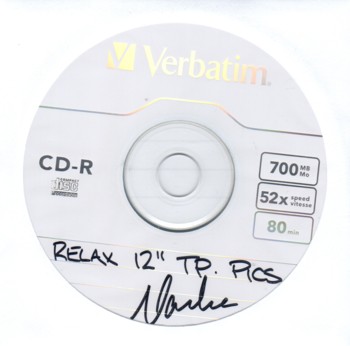 Verbatim.
CD-R
700 MB Mo
52x speed vitesse
80 min
RELAX 12" TP. PICS